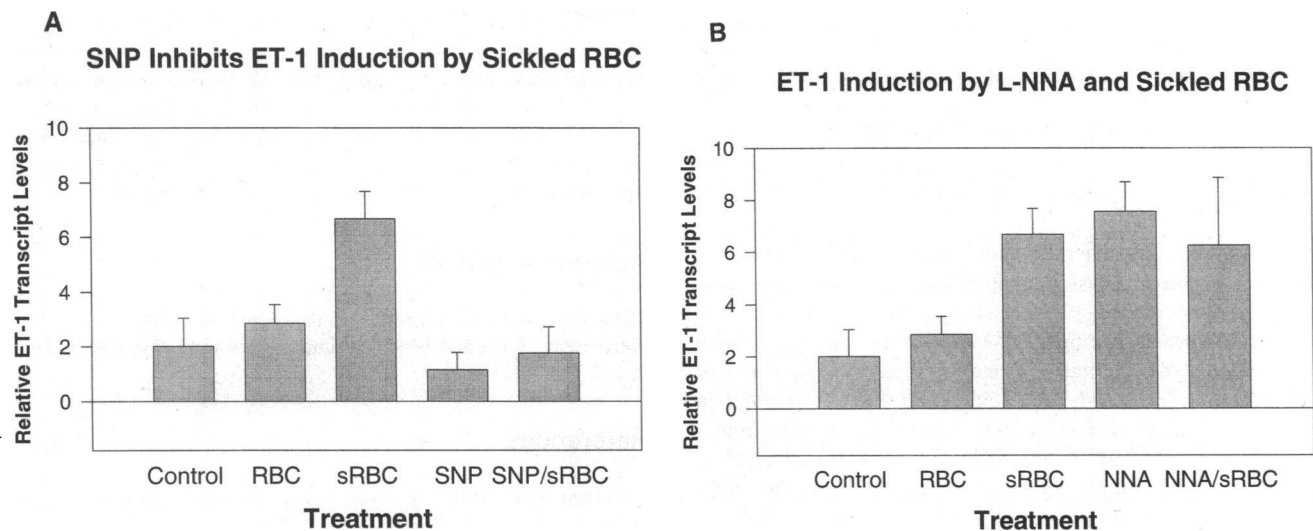 A
SNP Inhibits ET-1 Induction by Sickled RBC
Relative ET-1 Transcript Levels
10
8
6
4
2
0
Control RBC sRBC SNP SNP/sRBC
Treatment
B
ET-1 Induction by L-NNA and Sickled RBC
Relative ET-1 Transcript Levels
10
8
6
4
2
0
Control RBC sRBC NNA NNA/sRBC
Treatment